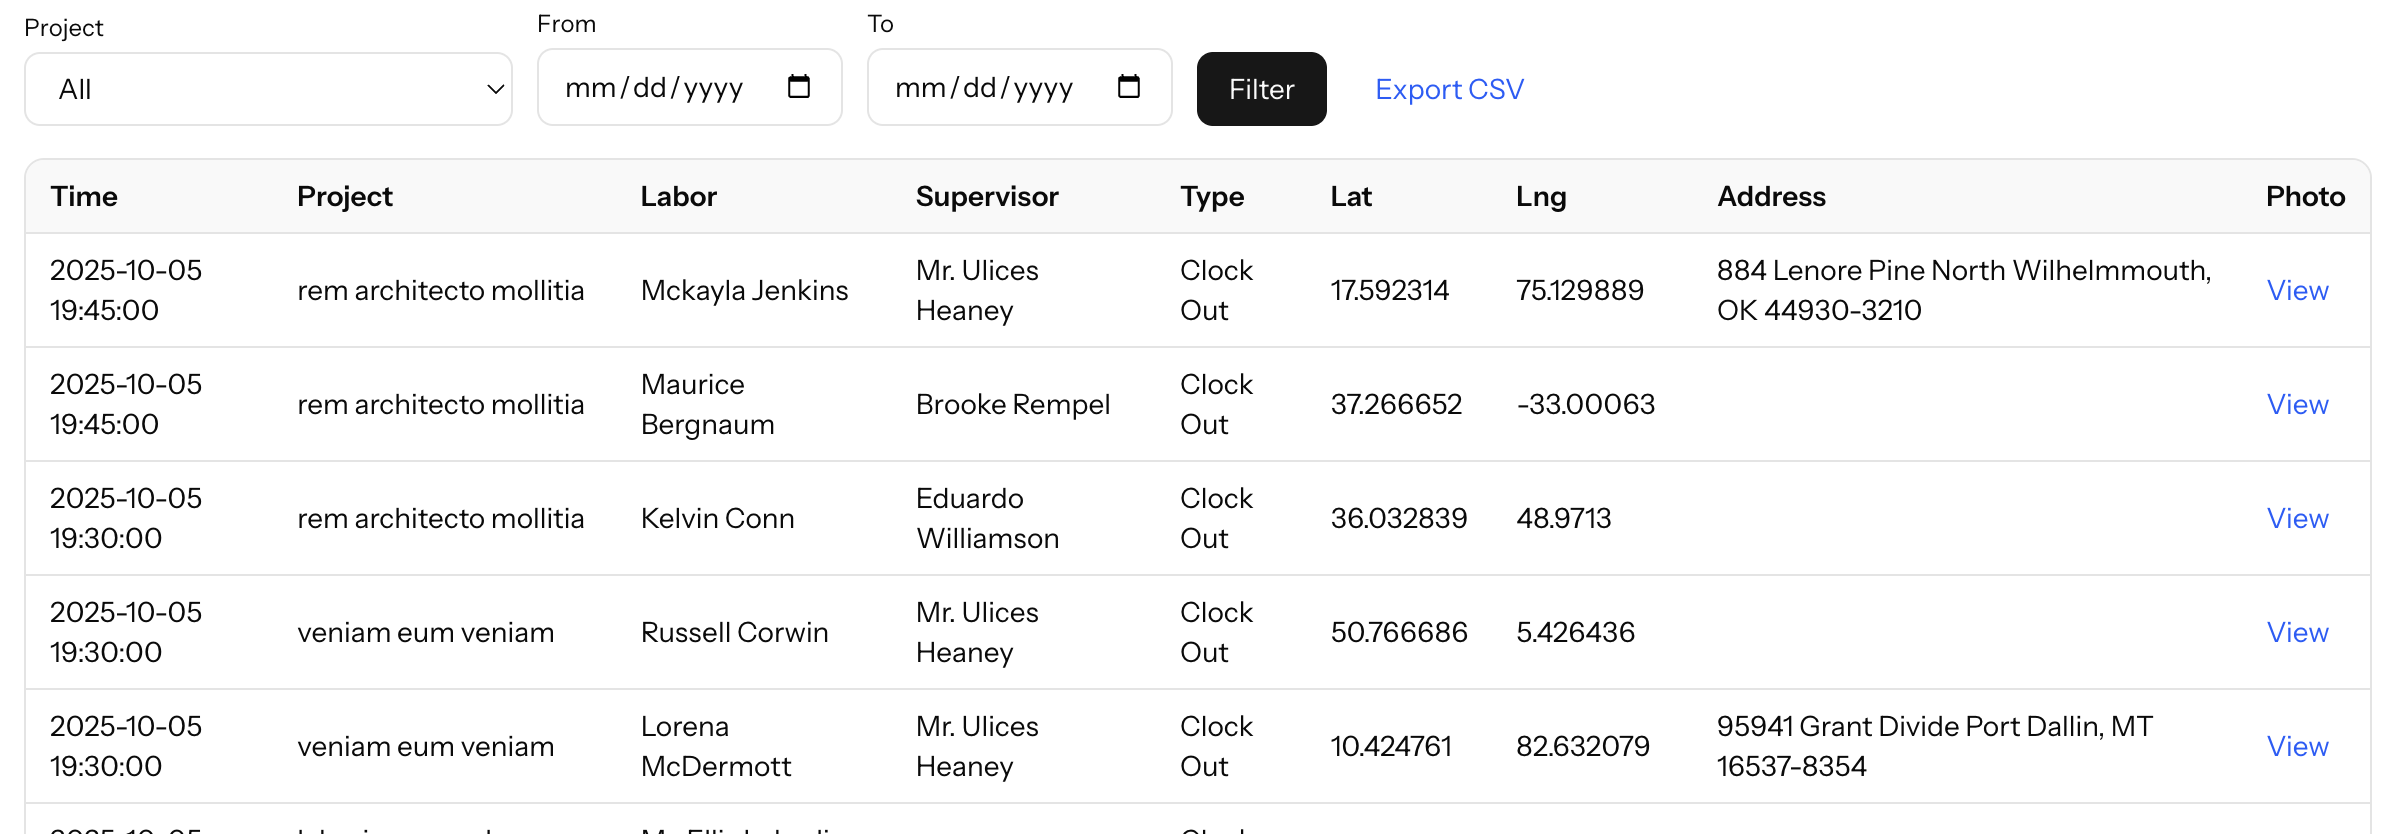 Project
From
To
All
mm/dd/yyyy
mm/dd/yyyy
Filter
Export CSV
Time Project Labor Supervisor Type Lat Lng Address Photo
2025-10-05 19:45:00 rem architecto mollitia Mckayla Jenkins Mr. Ulices Heaney Clock Out 17.592314 75.129889 884 Lenore Pine North Wilhelmmouth, OK 44930-3210 View
2025-10-05 19:45:00 rem architecto mollitia Maurice Bergnaum Brooke Rempel Clock Out 37.266652 -33.00063 View
2025-10-05 19:30:00 rem architecto mollitia Kelvin Conn Eduardo Williamson Clock Out 36.032839 48.9713 View
2025-10-05 19:30:00 veniam eum veniam Russell Corwin Mr. Ulices Heaney Clock Out 50.766686 5.426436 View
2025-10-05 19:30:00 veniam eum veniam Lorena McDermott Mr. Ulices Heaney Clock Out 10.424761 82.632079 95941 Grant Divide Port Dallin, MT 16537-8354 View